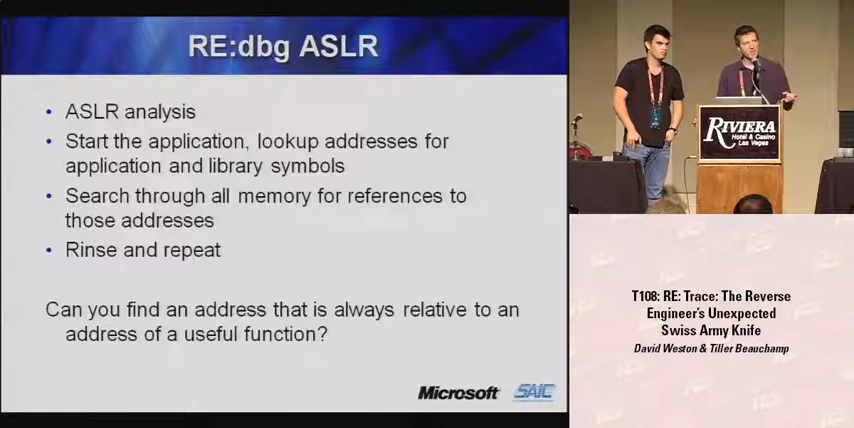 RE:dbg ASLR
• ASLR analysis
• Start the application, lookup addresses for
application and library symbols
• Search through all memory for references to
those addresses
• Rinse and repeat
Can you find an address that is always relative to an
address of a useful function?
Microsoft
SAIC
RIVIERA
Hotel & Casino
Las Vegas
T108: RE: Trace: The Reverse
Engineer's Unexpected
Swiss Army Knife
David Weston & Tiller Beauchamp